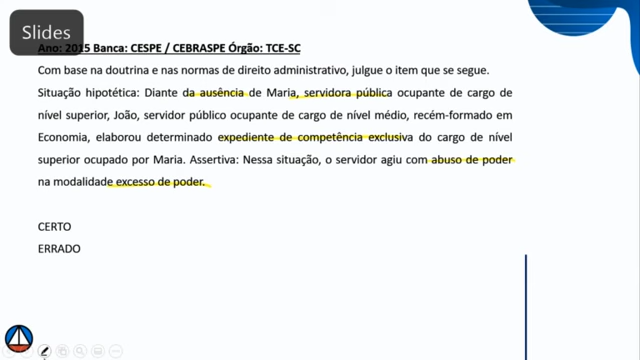 Slides
Ano: 2015 Banca: CESPE / CEBRASPE Órgão: TCE-SC
Com base na doutrina e nas normas de direito administrativo, julgue o item que se segue.
Situação hipotética: Diante da ausência de Maria, servidora pública ocupante de cargo de
nível superior, João, servidor público ocupante de cargo de nível médio, recém-formado em
Economia, elaborou determinado expediente de competência exclusiva do cargo de nível
superior ocupado por Maria. Assertiva: Nessa situação, o servidor agiu com abuso de poder
na modalidade excesso de poder.
CERTO
ERRADO